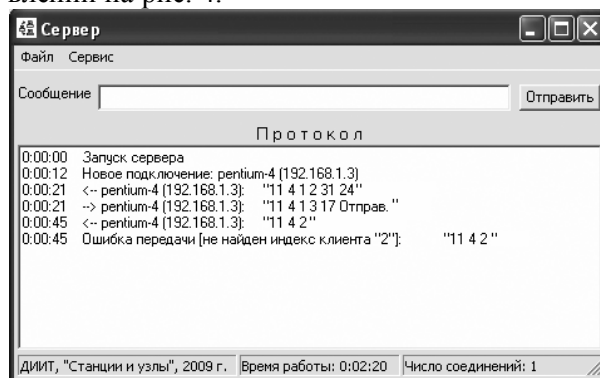 Сервер
Файл Сервис
Сообщение Отправить
Протокол
0:00:00 Запуск сервера
0:00:12 Новое подключение: pentium-4 (192.168.1.3)
0:00:21 <-- pentium-4 (192.168.1.3): "11 4 1 2 31 24"
0:00:21 --> pentium-4 (192.168.1.3): "11 4 1 3 17 Отправ. "
0:00:45 <-- pentium-4 (192.168.1.3): "11 4 2"
0:00:45 Ошибка передачи [не найден индекс клиента "2"]: "11 4 2 "
ДИИТ, "Станции и узлы", 2009 г. Время работы: 0:02:20 Число соединений: 1